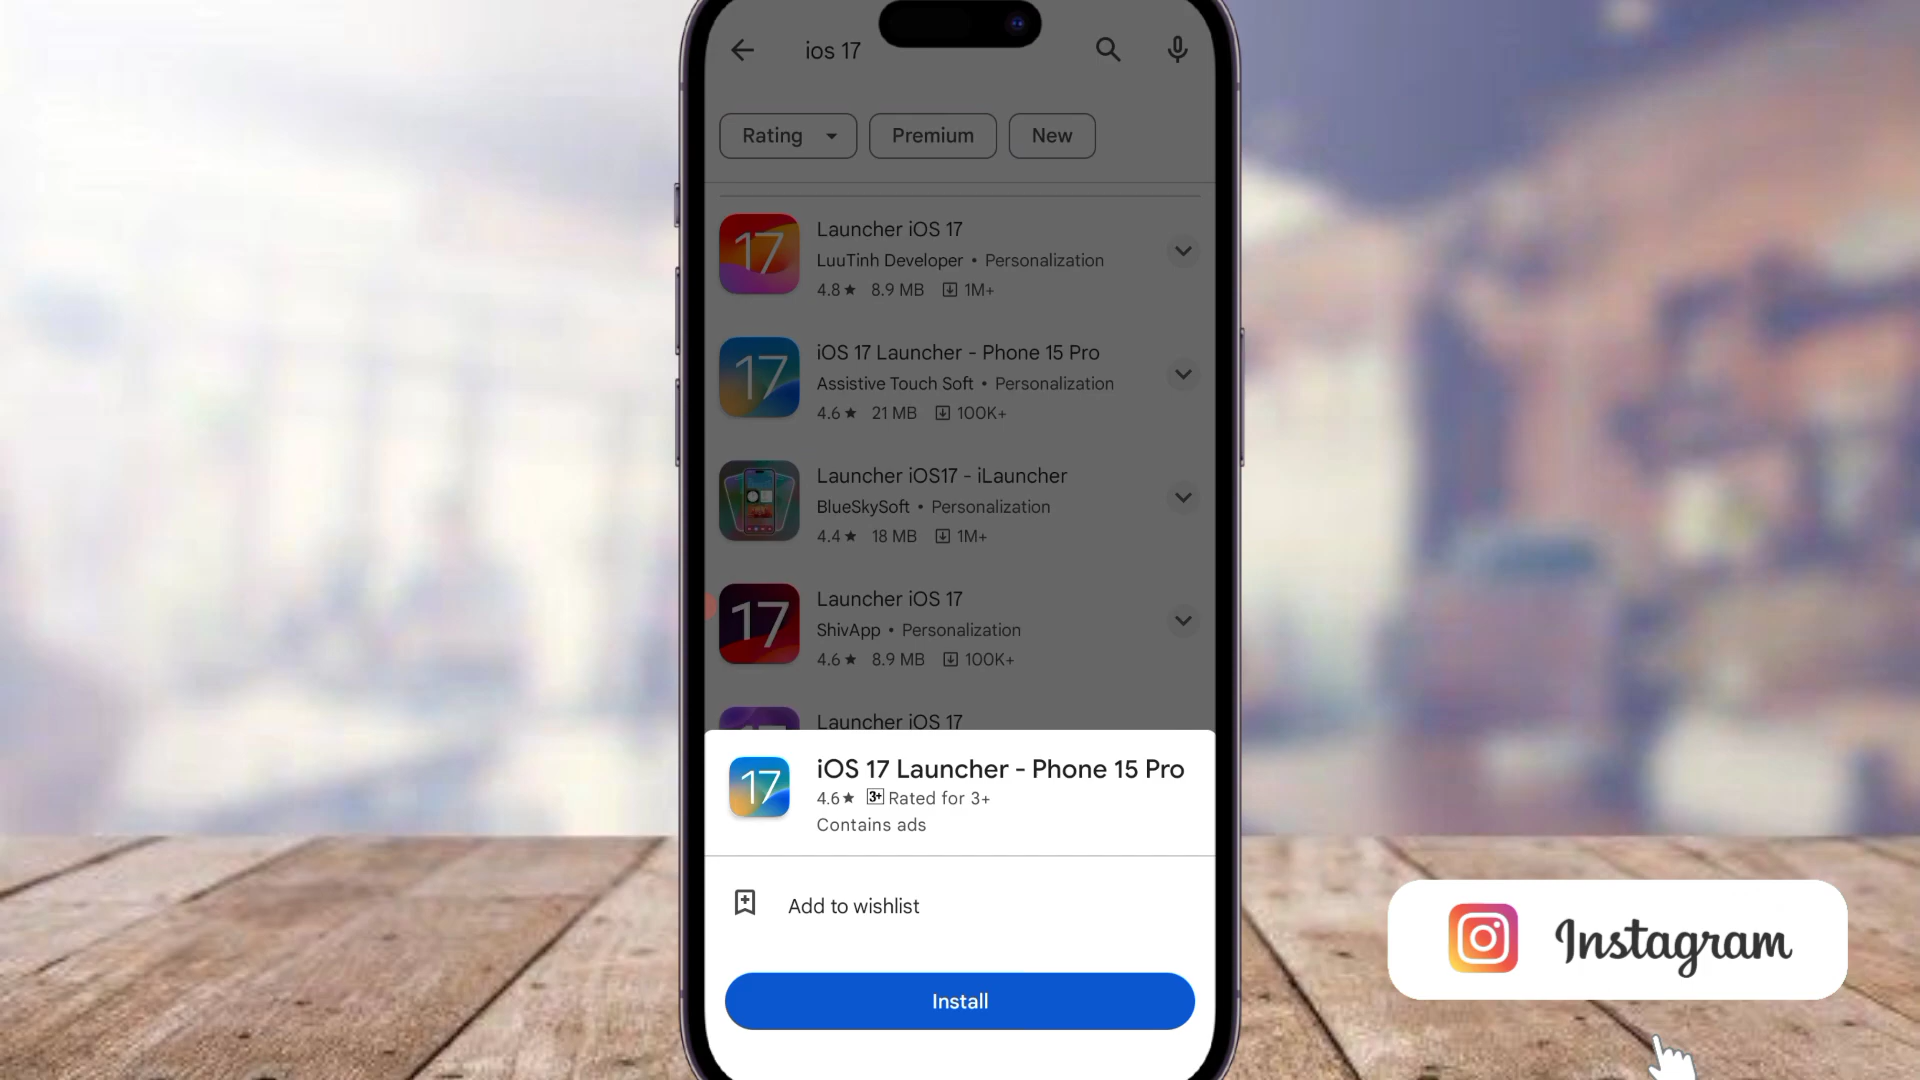 ios 17
Rating
Premium
New
17
Launcher iOS 17
LuuTinh Developer • Personalization
4.8★ 8.9 MB 1M+
17
iOS 17 Launcher - Phone 15 Pro
Assistive Touch Soft • Personalization
4.6★ 21 MB 100K+
Launcher iOS17 - iLauncher
BlueSkySoft • Personalization
4.4★ 18 MB 1M+
17
Launcher iOS 17
ShivApp • Personalization
4.6★ 8.9 MB 100K+
Launcher iOS 17
17
iOS 17 Launcher - Phone 15 Pro
4.6★ 3+ Rated for 3+
Contains ads
Add to wishlist
Install
Instagram